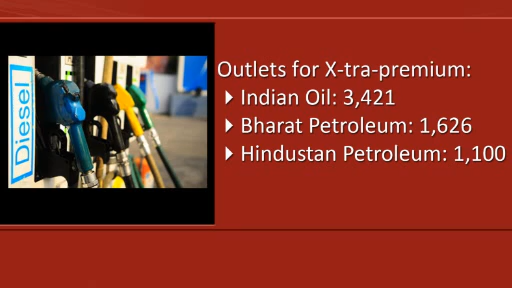 Diesel
Outlets for X-tra-premium:
Indian Oil: 3,421
Bharat Petroleum: 1,626
Hindustan Petroleum: 1,100